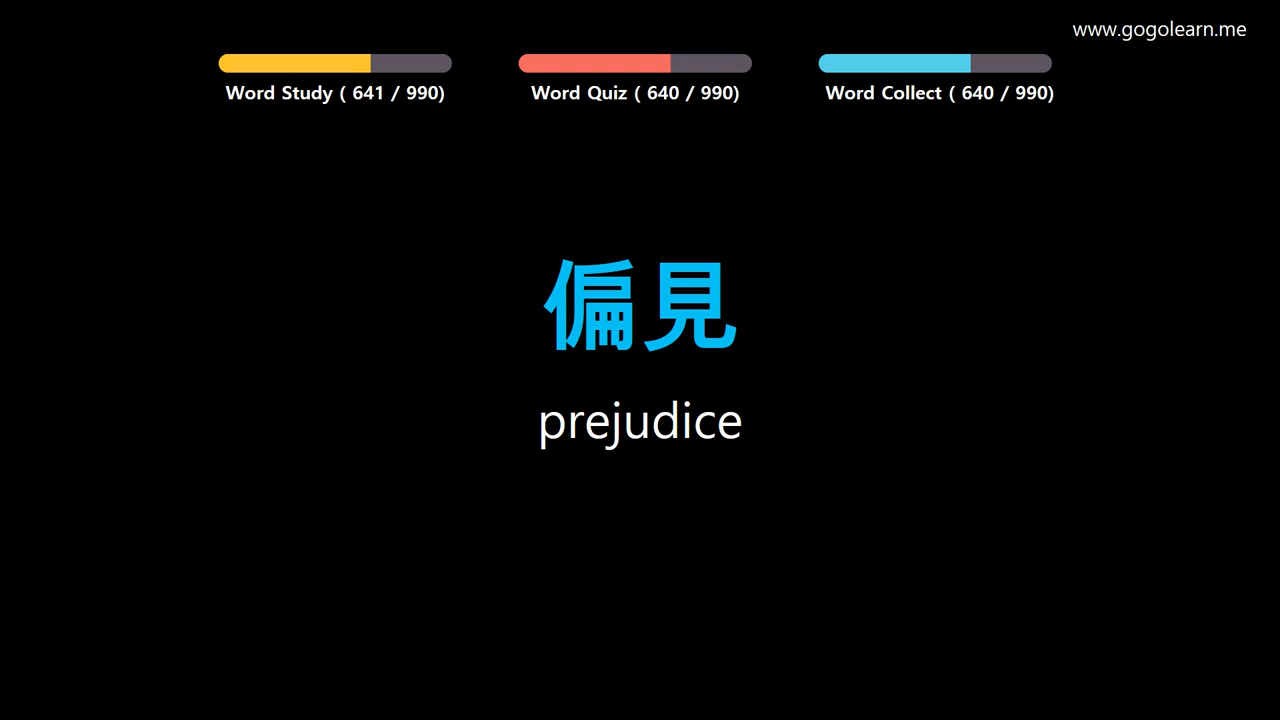 www.gogolearn.me
Word Study ( 641 / 990)
Word Quiz ( 640 / 990)
Word Collect ( 640 / 990)
偏見
prejudice